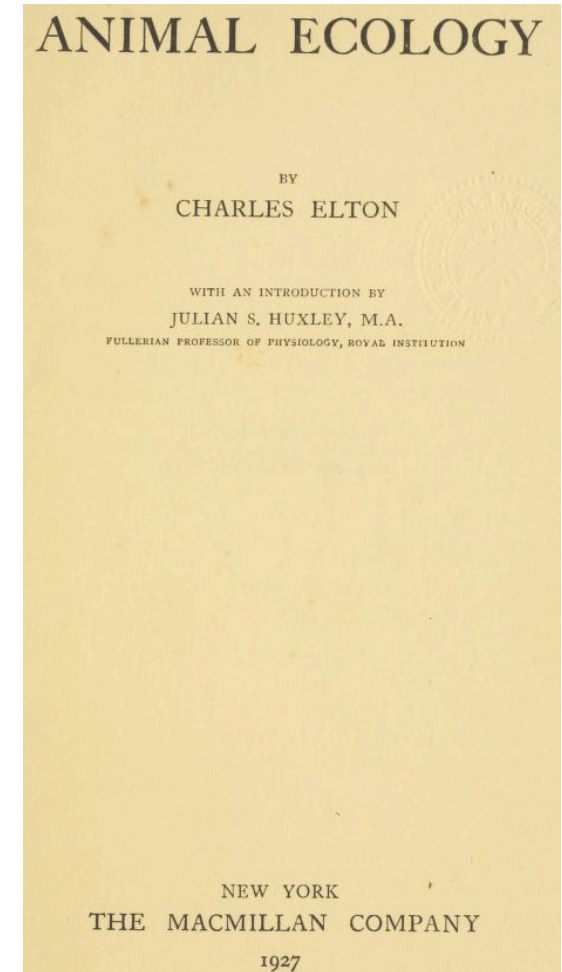 ANIMAL ECOLOGY
BY
CHARLES ELTON
WITH AN INTRODUCTION BY
JULIAN S. HUXLEY, M.A.
FULLERIAN PROFESSOR OF PHYSIOLOGY, ROYAL INSTITUTION
NEW YORK
THE MACMILLAN COMPANY
1927